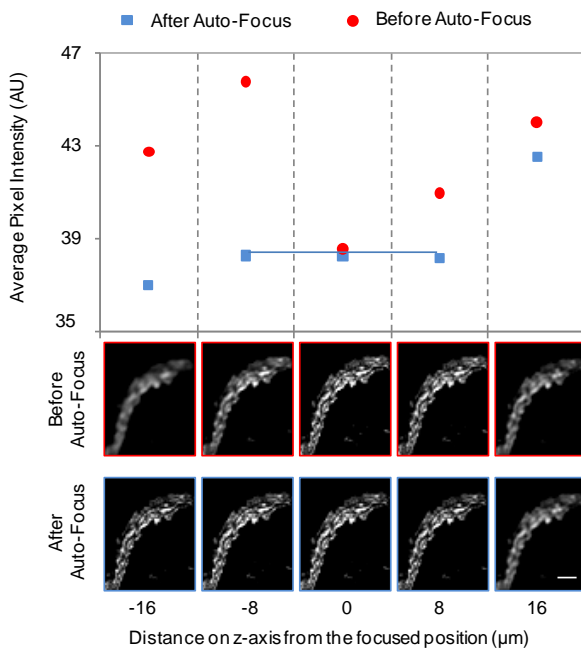 After Auto-Focus Before Auto-Focus
Average Pixel Intensity (AU)
47
43
39
35
Before
Auto-Focus
After
Auto-Focus
-16 -8 0 8 16
Distance on z-axis from the focused position (µm)